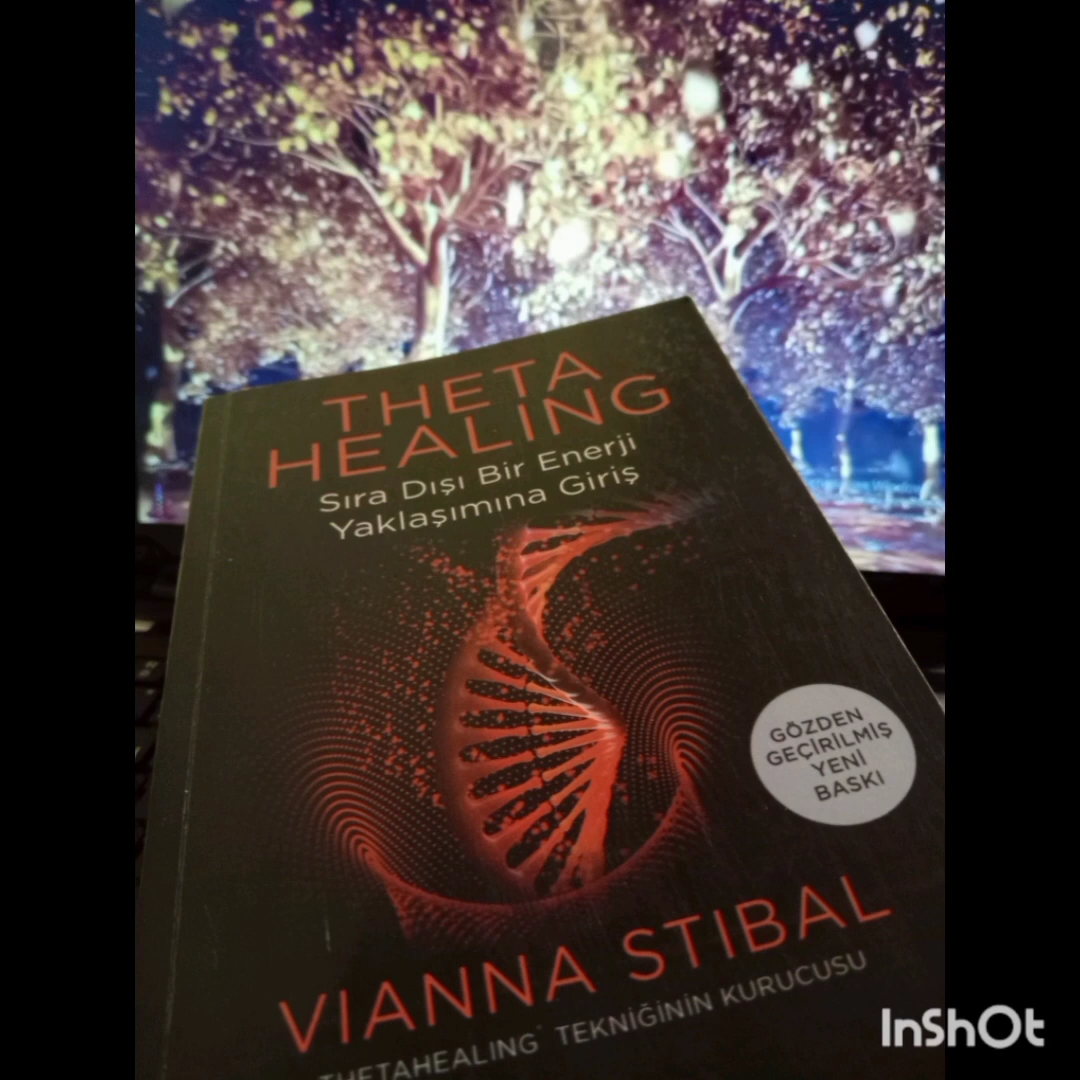 THETA
HEALING
Sıra Dışı Bir Enerji
Yaklaşımına Giriş
GÖZDEN
GEÇİRİLMİŞ
YENİ
BASKI
VIANNA STIBAL
THETAHEALING® TEKNİĞİNİN KURUCUSU
InShOt